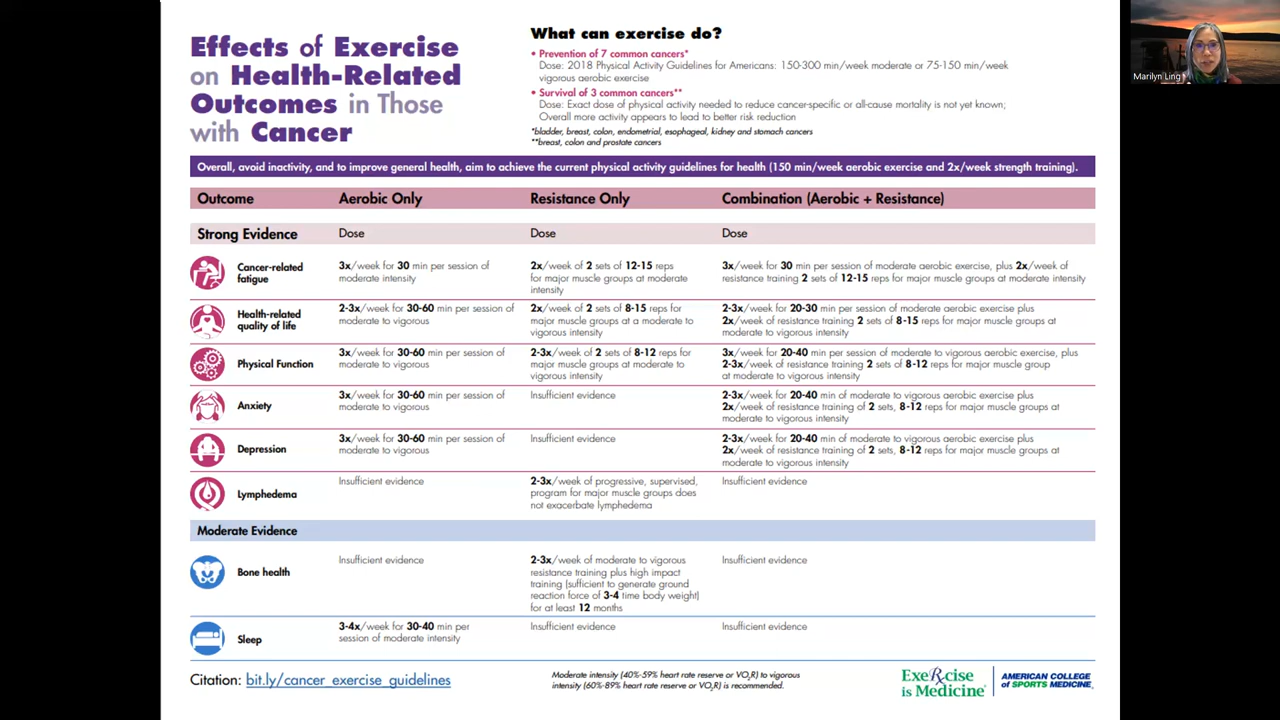 Effects of Exercise
on Health-Related
Outcomes in Those
with Cancer
What can exercise do?
• Prevention of 7 common cancers*
Dose: 2018 Physical Activity Guidelines for Americans: 150-300 min/week moderate or 75-150 min/week
vigorous aerobic exercise
• Survival of 3 common cancers**
Dose: Exact dose of physical activity needed to reduce cancer-specific or all-cause mortality is not yet known;
Overall more activity appears to lead to better risk reduction
*bladder, breast, colon, endometrial, esophageal, kidney and stomach cancers
**breast, colon and prostate cancers
Marilyn Ling
Overall, avoid inactivity, and to improve general health, aim to achieve the current physical activity guidelines for health (150 min/week aerobic exercise and 2x/week strength training).
Outcome Aerobic Only Resistance Only Combination (Aerobic + Resistance)
Strong Evidence Dose Dose Dose
Cancer-related
fatigue
3x/week for 30 min per session of
moderate intensity
2x/week of 2 sets of 12-15 reps
for major muscle groups at moderate
intensity
3x/week for 30 min per session of moderate aerobic exercise, plus 2x/week of
resistance training 2 sets of 12-15 reps for major muscle groups at moderate intensity
Health-related
quality of life
2-3x/week for 30-60 min per session of
moderate to vigorous
2x/week of 2 sets of 8-15 reps for
major muscle groups at a moderate to
vigorous intensity
2-3x/week for 20-30 min per session of moderate aerobic exercise plus
2x/week of resistance training 2 sets of 8-15 reps for major muscle groups at
moderate to vigorous intensity
Physical Function
3x/week for 30-60 min per session of
moderate to vigorous
2-3x/week of 2 sets of 8-12 reps for
major muscle groups at moderate to
vigorous intensity
3x/week for 20-40 min per session of moderate to vigorous aerobic exercise, plus
2-3x/week of resistance training 2 sets of 8-12 reps for major muscle group
at moderate to vigorous intensity
Anxiety
3x/week for 30-60 min per session of
moderate to vigorous
Insufficient evidence
2-3x/week for 20-40 min of moderate to vigorous aerobic exercise plus
2x/week of resistance training of 2 sets, 8-12 reps for major muscle groups at
moderate to vigorous intensity
Depression
3x/week for 30-60 min per session of
moderate to vigorous
Insufficient evidence
2-3x/week for 20-40 min of moderate to vigorous aerobic exercise plus
2x/week of resistance training of 2 sets, 8-12 reps for major muscle groups at
moderate to vigorous intensity
Lymphedema
Insufficient evidence
2-3x/week of progressive, supervised,
program for major muscle groups does
not exacerbate lymphedema
Insufficient evidence
Moderate Evidence
Bone health
Insufficient evidence
2-3x/week of moderate to vigorous
resistance training plus high impact
training (sufficient to generate ground
reaction force of 3-4 time body weight)
for at least 12 months
Insufficient evidence
Sleep
3-4x/week for 30-40 min per
session of moderate intensity
Insufficient evidence
Insufficient evidence
Citation: bit.ly/cancer_exercise_guidelines
Moderate intensity (40%-59% heart rate reserve or VO2R) to vigorous
intensity (60%-89% heart rate reserve or VO2R) is recommended.
ExeRxcise
is Medicine®
AMERICAN COLLEGE
of SPORTS MEDICINE